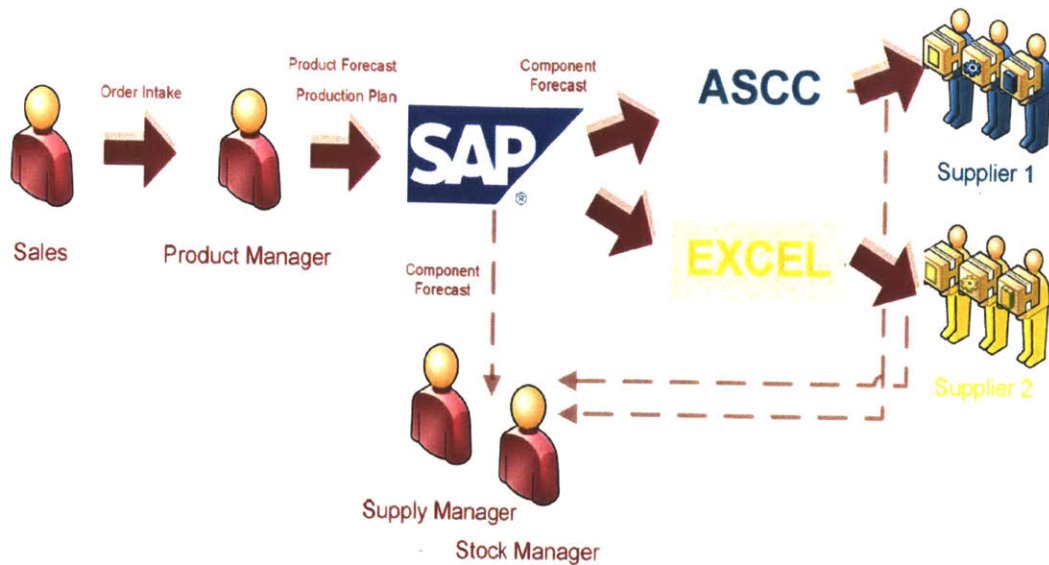 Order Intake
Product Forecast
Production Plan
Component
Forecast
ASCC
SAP
®
EXCEL
Supplier 1
Sales
Product Manager
Component
Forecast
Supplier 2
Supply Manager
Stock Manager